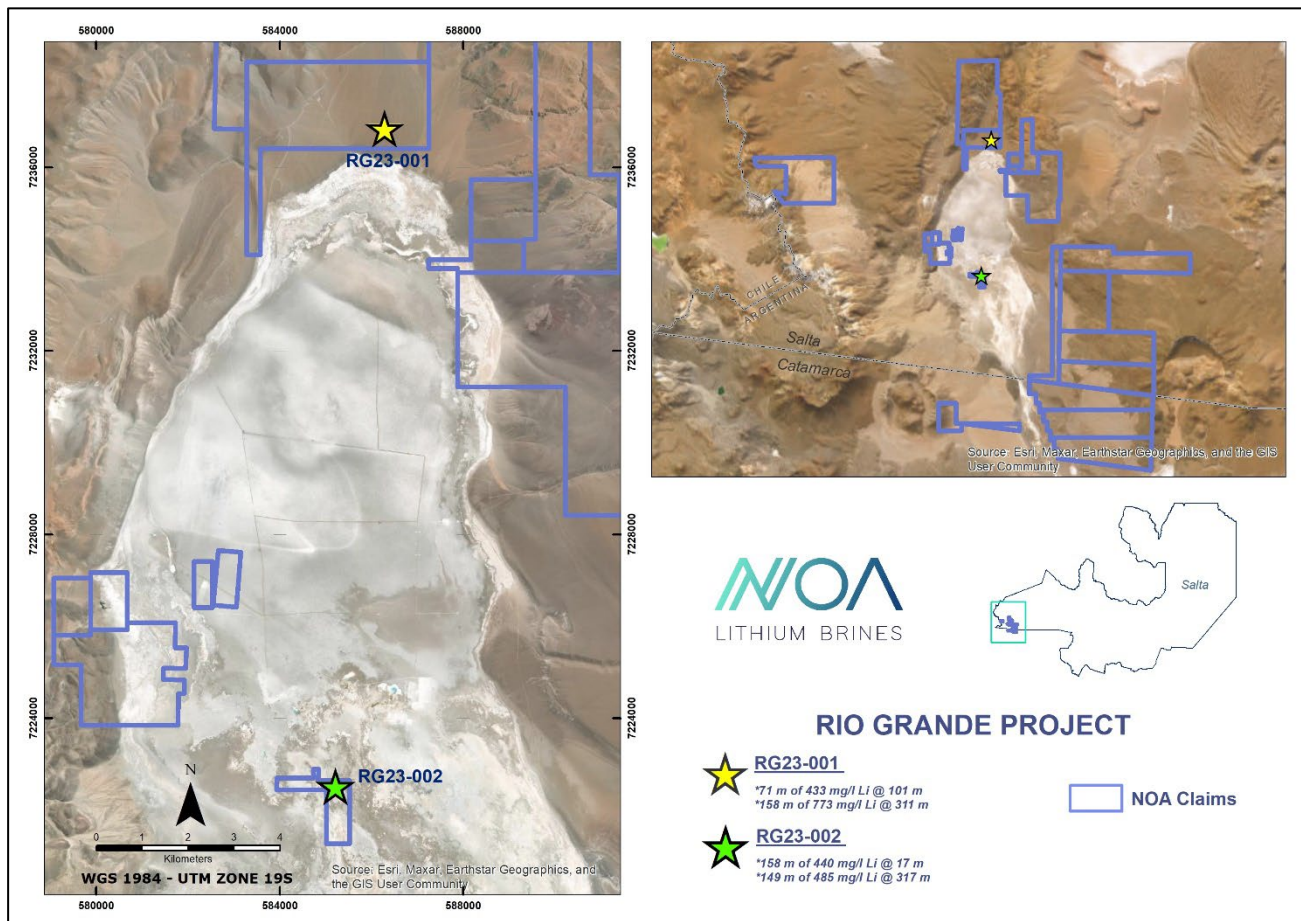 580000
584000
588000
7236000
7232000
7228000
7224000
7236000
7232000
7228000
7224000
RG23-001
RG23-002
N
0 1 2 3 4
Kilometers
WGS 1984 - UTM ZONE 19S
Source: Esri, Maxar, Earthstar Geographics, and
the GIS User Community
580000
584000
588000
CHILE
ARGENTINA
Salta
Catamarca
Source: Esri, Maxar, Earthstar Geographics, and the GIS
User Community
NOA
LITHIUM BRINES
Salta
RIO GRANDE PROJECT
RG23-001
*71 m of 433 mg/l Li @ 101 m
*158 m of 773 mg/l Li @ 311 m
NOA Claims
RG23-002
*158 m of 440 mg/l Li @ 17 m
*149 m of 485 mg/l Li @ 317 m